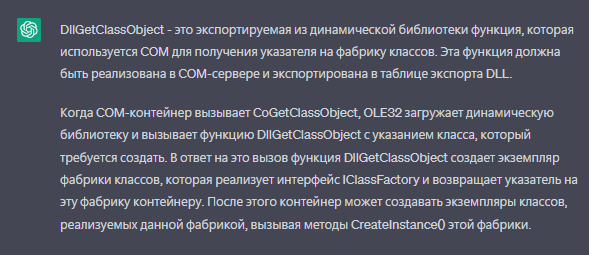 DllGetClassObject - это экспортируемая из динамической библиотеки функция, которая
используется COM для получения указателя на фабрику классов. Эта функция должна
быть реализована в COM-сервере и экспортирована в таблице экспорта DLL.
Когда COM-контейнер вызывает CoGetClassObject, OLE32 загружает динамическую
библиотеку и вызывает функцию DllGetClassObject с указанием класса, который
требуется создать. В ответ на это вызов функция DllGetClassObject создает экземпляр
фабрики классов, которая реализует интерфейс IClassFactory и возвращает указатель на
эту фабрику контейнеру. После этого контейнер может создавать экземпляры классов,
реализуемых данной фабрикой, вызывая методы CreateInstance() этой фабрики.